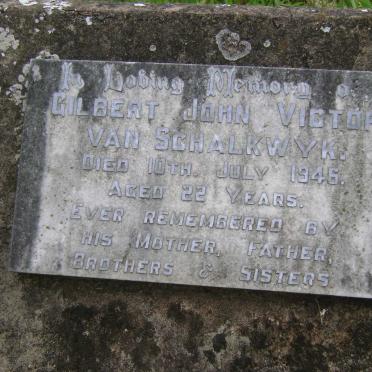 In Loving Memory of
GILBERT JOHN VICTOR
VAN SCHALKWYK.
DIED 10TH. JULY 1946.
AGED 22 YEARS.
EVER REMEMBERED BY
HIS MOTHER, FATHER,
BROTHERS & SISTERS